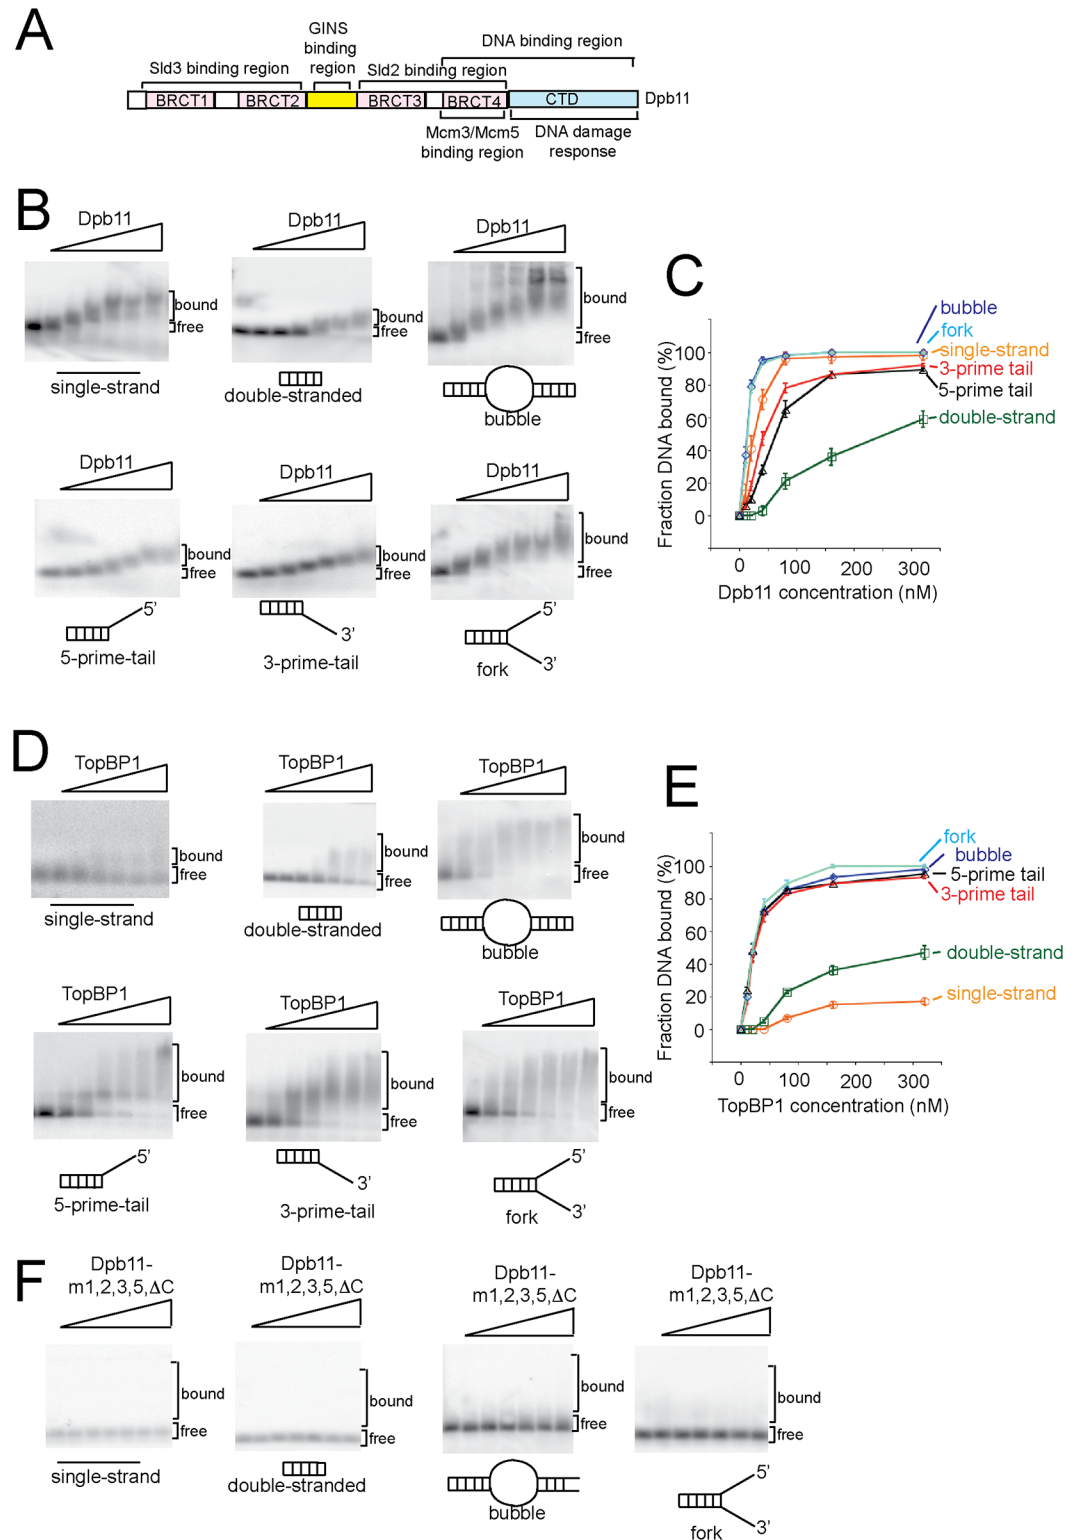 A
GINS
binding
region
DNA binding region
Sld3 binding region
Sld2 binding region
BRCT1
BRCT2
BRCT3
BRCT4
CTD
Dpb11
Mcm3/Mcm5
binding region
DNA damage
response
B
Dpb11
Dpb11
Dpb11
bound
free
bound
free
bound
free
single-strand
double-stranded
bubble
Dpb11
Dpb11
Dpb11
bound
free
bound
free
bound
free
5'
5-prime-tail
3'
3-prime-tail
5'
3'
fork
C
Fraction DNA bound (%)
100
80
60
40
20
0
0
100
200
300
Dpb11 concentration (nM)
bubble
fork
single-strand
3-prime tail
5-prime tail
double-strand
D
TopBP1
TopBP1
TopBP1
bound
free
bound
free
bound
free
single-strand
double-stranded
bubble
TopBP1
TopBP1
TopBP1
bound
free
bound
free
bound
free
5'
5-prime-tail
3'
3-prime-tail
5'
3'
fork
E
Fraction DNA bound (%)
100
80
60
40
20
0
0
100
200
300
TopBP1 concentration (nM)
fork
bubble
5-prime tail
3-prime tail
double-strand
single-strand
F
Dpb11-
m1,2,3,5,ΔC
Dpb11-
m1,2,3,5,ΔC
Dpb11-
m1,2,3,5,ΔC
Dpb11-
m1,2,3,5,ΔC
bound
free
bound
free
bound
free
bound
free
single-strand
double-stranded
bubble
5'
3'
fork